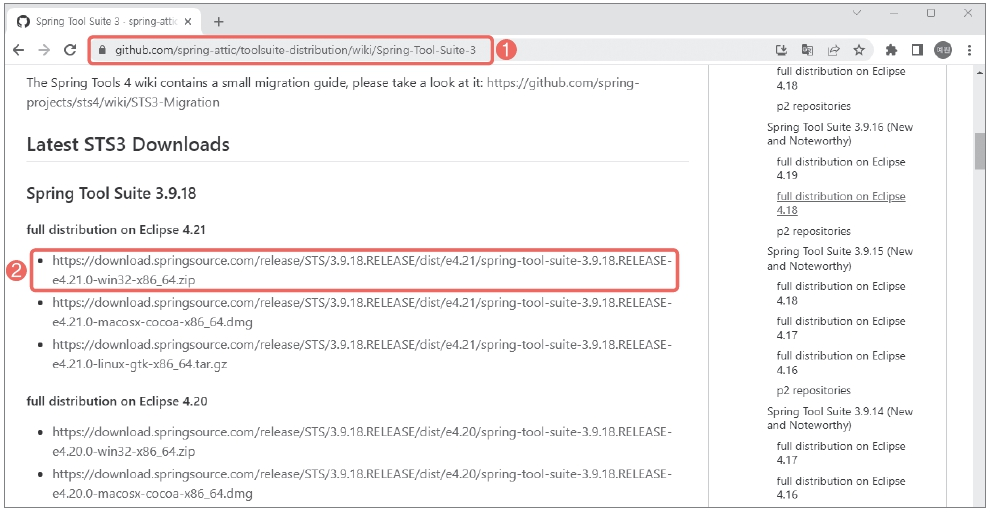 Spring Tool Suite 3 - spring-attic
github.com/spring-attic/toolsuite-distribution/wiki/Spring-Tool-Suite-3
1
예진
The Spring Tools 4 wiki contains a small migration guide, please take a look at it: https://github.com/spring-
projects/sts4/wiki/STS3-Migration
Latest STS3 Downloads
Spring Tool Suite 3.9.18
full distribution on Eclipse 4.21
2
• https://download.springsource.com/release/STS/3.9.18.RELEASE/dist/e4.21/spring-tool-suite-3.9.18.RELEASE-
e4.21.0-win32-x86_64.zip
• https://download.springsource.com/release/STS/3.9.18.RELEASE/dist/e4.21/spring-tool-suite-3.9.18.RELEASE-
e4.21.0-macosx-cocoa-x86_64.dmg
• https://download.springsource.com/release/STS/3.9.18.RELEASE/dist/e4.21/spring-tool-suite-3.9.18.RELEASE-
e4.21.0-linux-gtk-x86_64.tar.gz
full distribution on Eclipse 4.20
• https://download.springsource.com/release/STS/3.9.18.RELEASE/dist/e4.20/spring-tool-suite-3.9.18.RELEASE-
e4.20.0-win32-x86_64.zip
• https://download.springsource.com/release/STS/3.9.18.RELEASE/dist/e4.20/spring-tool-suite-3.9.18.RELEASE-
e4.20.0-macosx-cocoa-x86_64.dmg
full distribution on Eclipse
4.18
p2 repositories
Spring Tool Suite 3.9.16 (New
and Noteworthy)
full distribution on Eclipse
4.19
full distribution on Eclipse
4.18
p2 repositories
Spring Tool Suite 3.9.15 (New
and Noteworthy)
full distribution on Eclipse
4.18
full distribution on Eclipse
4.17
full distribution on Eclipse
4.16
p2 repositories
Spring Tool Suite 3.9.14 (New
and Noteworthy)
full distribution on Eclipse
4.17
full distribution on Eclipse
4.16